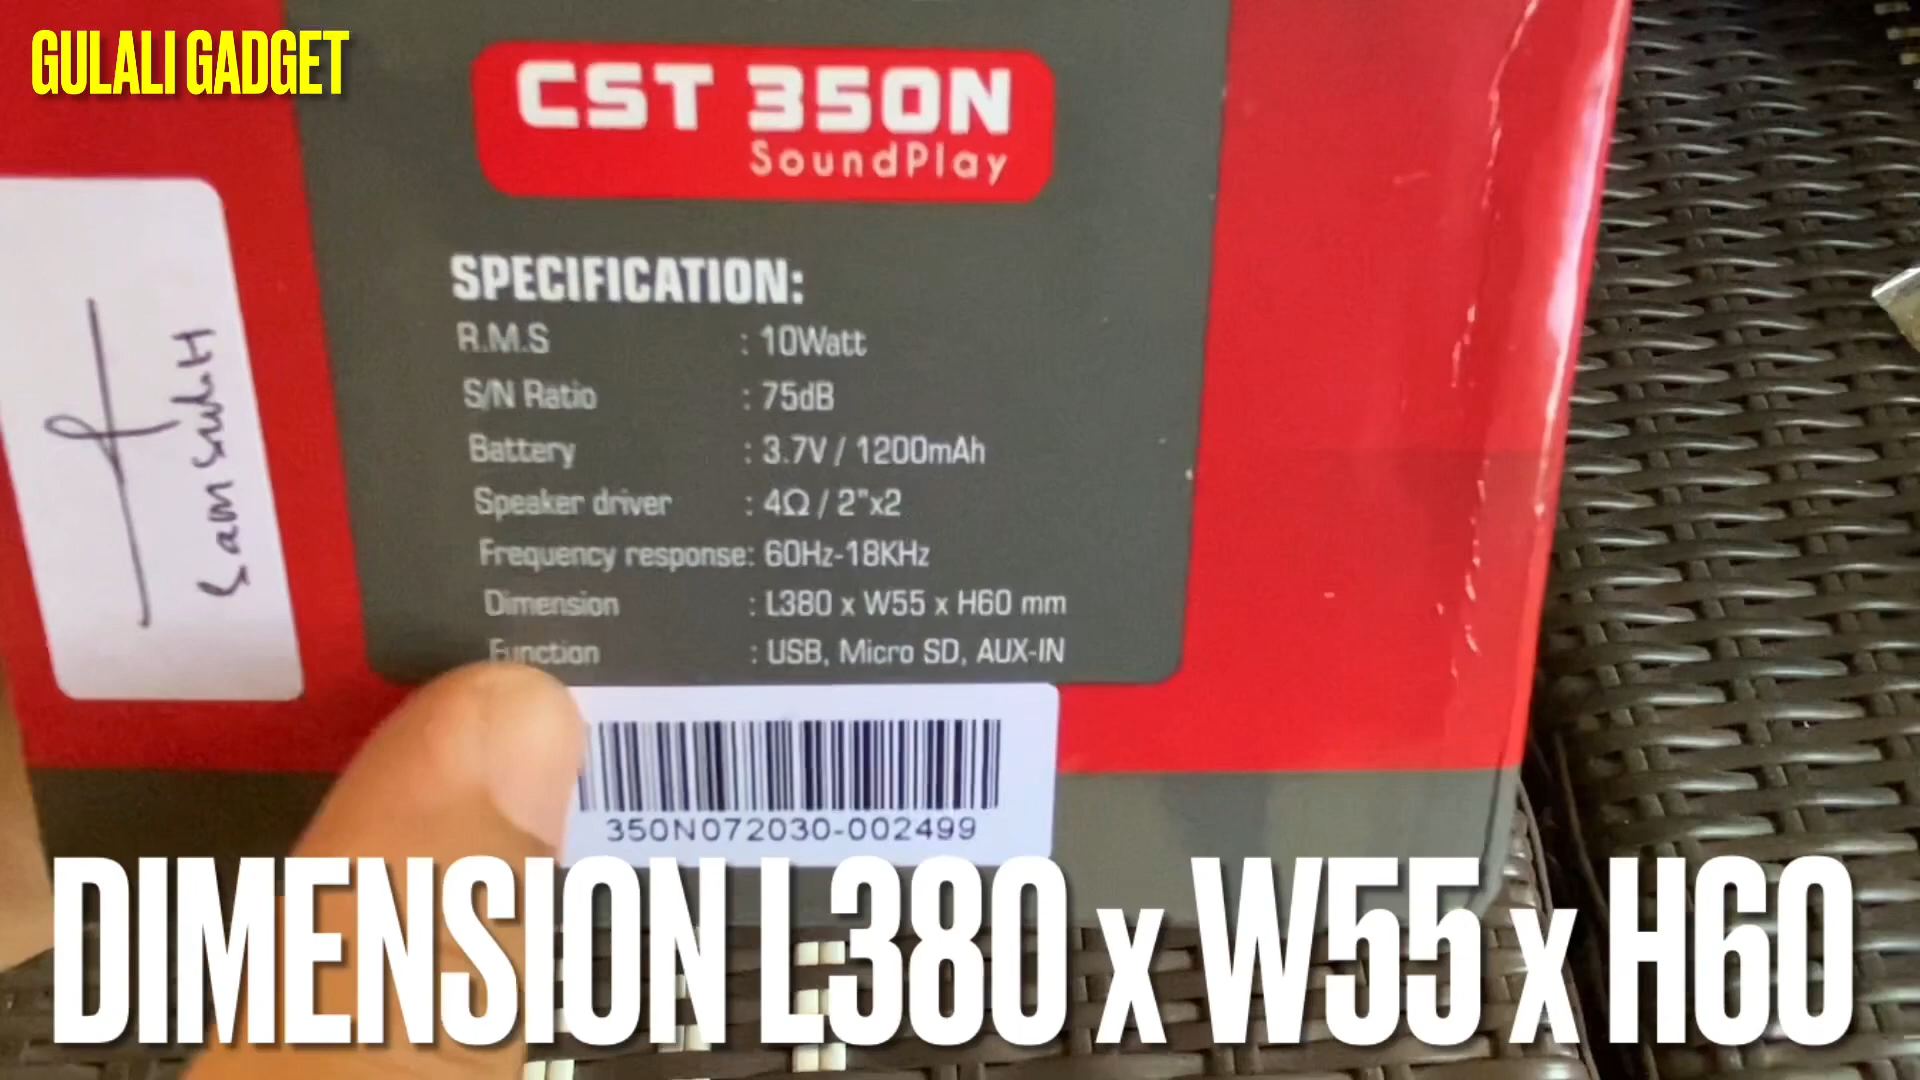 GULALI GADGET
CST 350N
SoundPlay
SPECIFICATION:
R.M.S : 10Watt
S/N Ratio : 75dB
Battery : 3.7V / 1200mAh
Speaker driver : 4Ω / 2"x2
Frequency response: 60Hz-18KHz
Dimension : L380 x W55 x H60 mm
Function : USB, Micro SD, AUX-IN
350N072030-002499
DIMENSION L380 x W55 x H60